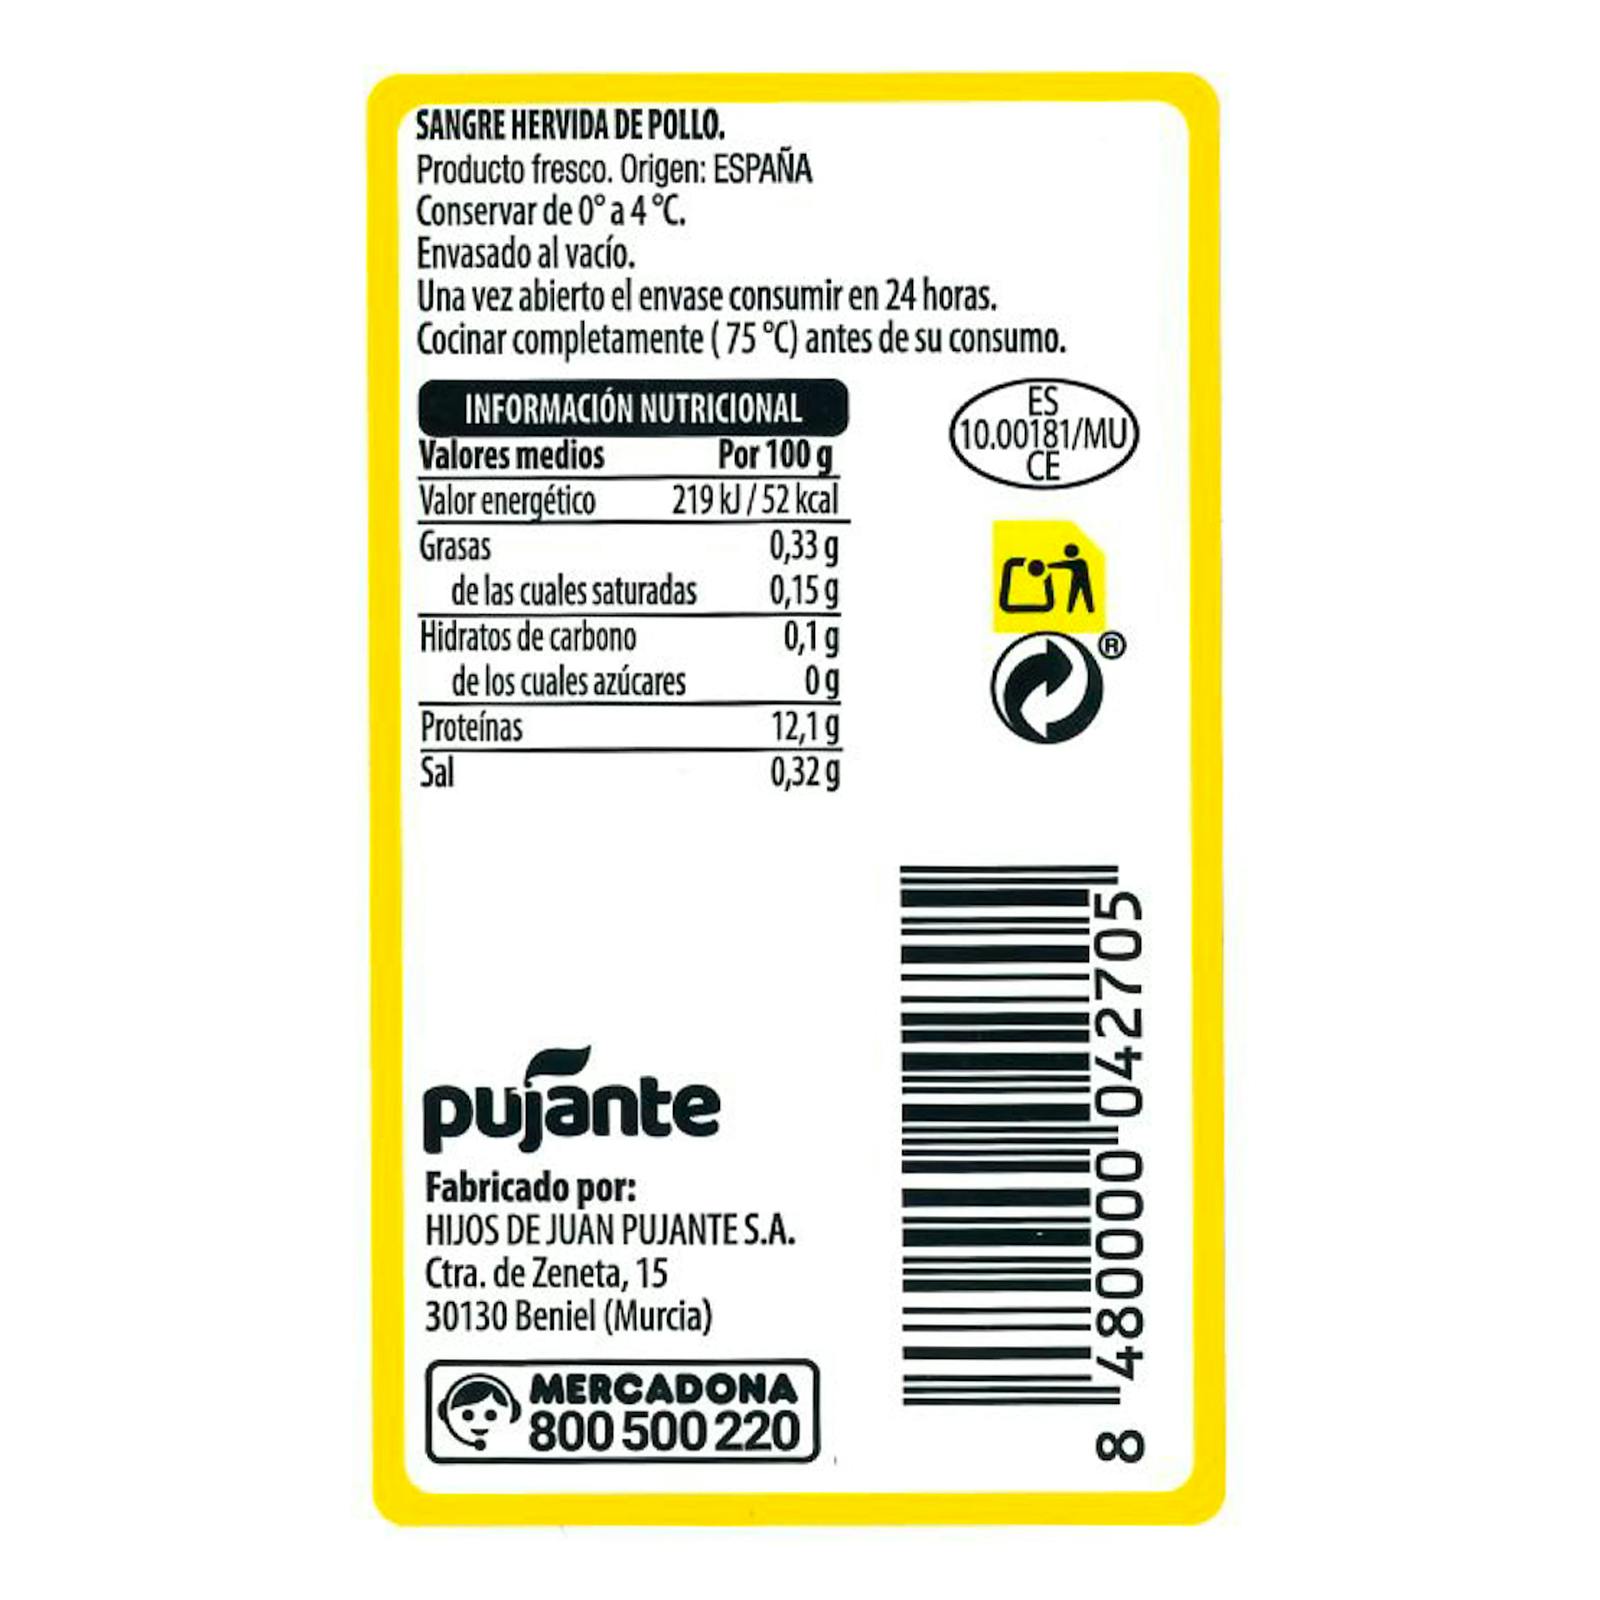 SANGRE HERVIDA DE POLLO.
Producto fresco. Origen: ESPAÑA
Conservar de 0° a 4 °C.
Envasado al vacío.
Una vez abierto el envase consumir en 24 horas.
Cocinar completamente ( 75 °C) antes de su consumo.
INFORMACIÓN NUTRICIONAL
Valores medios Por 100 g
Valor energético 219 kJ / 52 kcal
Grasas 0,33 g
de las cuales saturadas 0,15 g
Hidratos de carbono 0,1 g
de los cuales azúcares 0 g
Proteínas 12,1 g
Sal 0,32 g
ES
10.00181/MU
CE
®
pujante
Fabricado por:
HIJOS DE JUAN PUJANTE S.A.
Ctra. de Zeneta, 15
30130 Beniel (Murcia)
MERCADONA
800 500 220
8 480000 042705